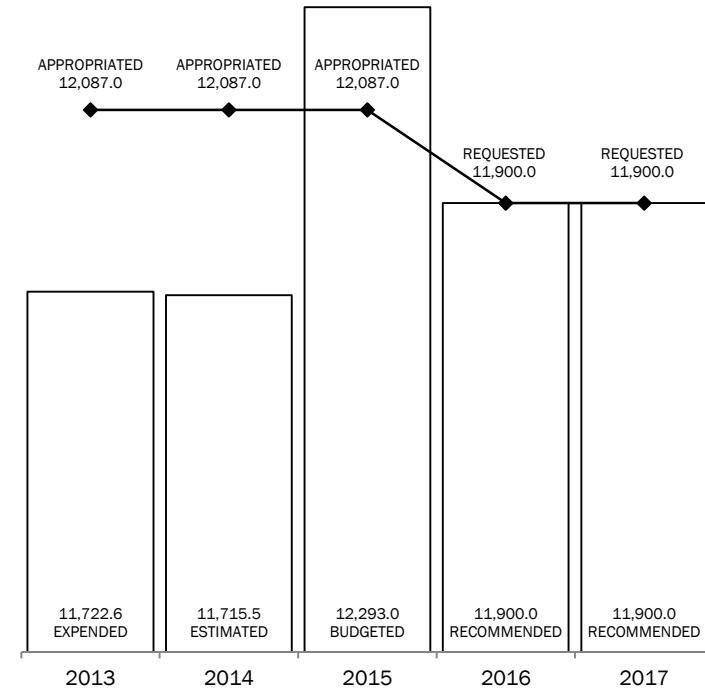 APPROPRIATED
12,087.0
APPROPRIATED
12,087.0
APPROPRIATED
12,087.0
REQUESTED
11,900.0
REQUESTED
11,900.0
11,722.6
EXPENDED
11,715.5
ESTIMATED
12,293.0
BUDGETED
11,900.0
RECOMMENDED
11,900.0
RECOMMENDED
2013
2014
2015
2016
2017